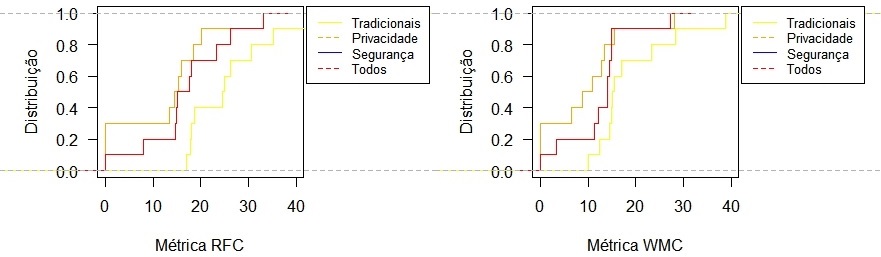 Distribuição
1.0
0.8
0.6
0.4
0.2
0.0
0 10 20 30 40
Métrica RFC
Tradicionais
Privacidade
Segurança
Todos
Distribuição
1.0
0.8
0.6
0.4
0.2
0.0
0 10 20 30 40
Métrica WMC
Tradicionais
Privacidade
Segurança
Todos